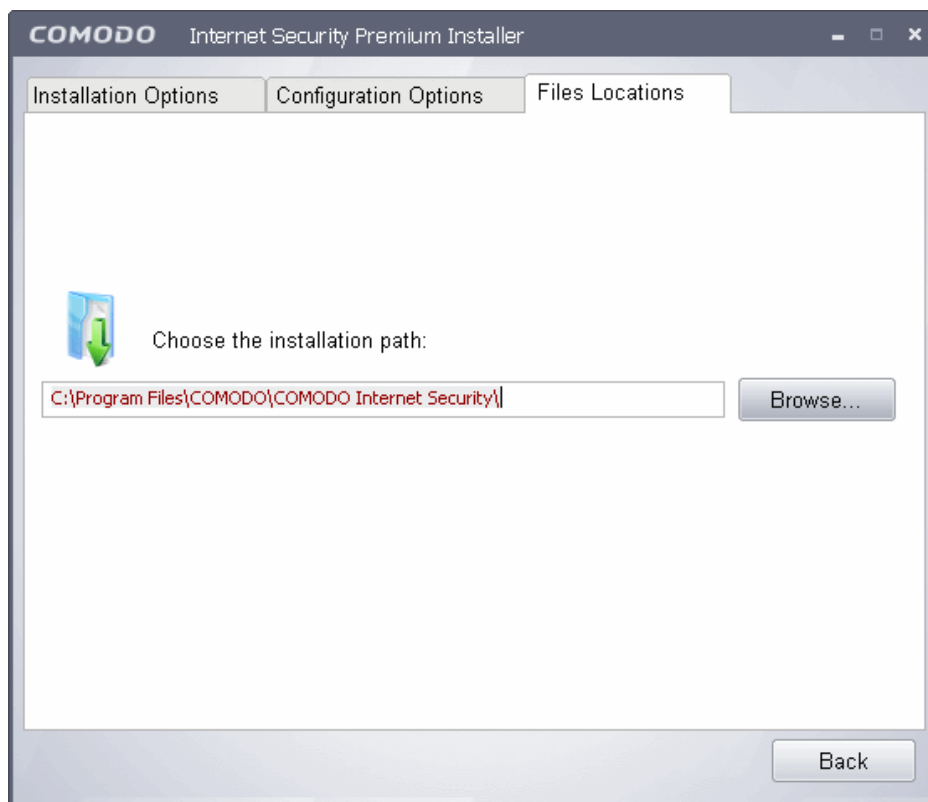 COMODO Internet Security Premium Installer
Installation Options Configuration Options Files Locations
Choose the installation path:
C:\Program Files\COMODO\COMODO Internet Security\
Browse...
Back